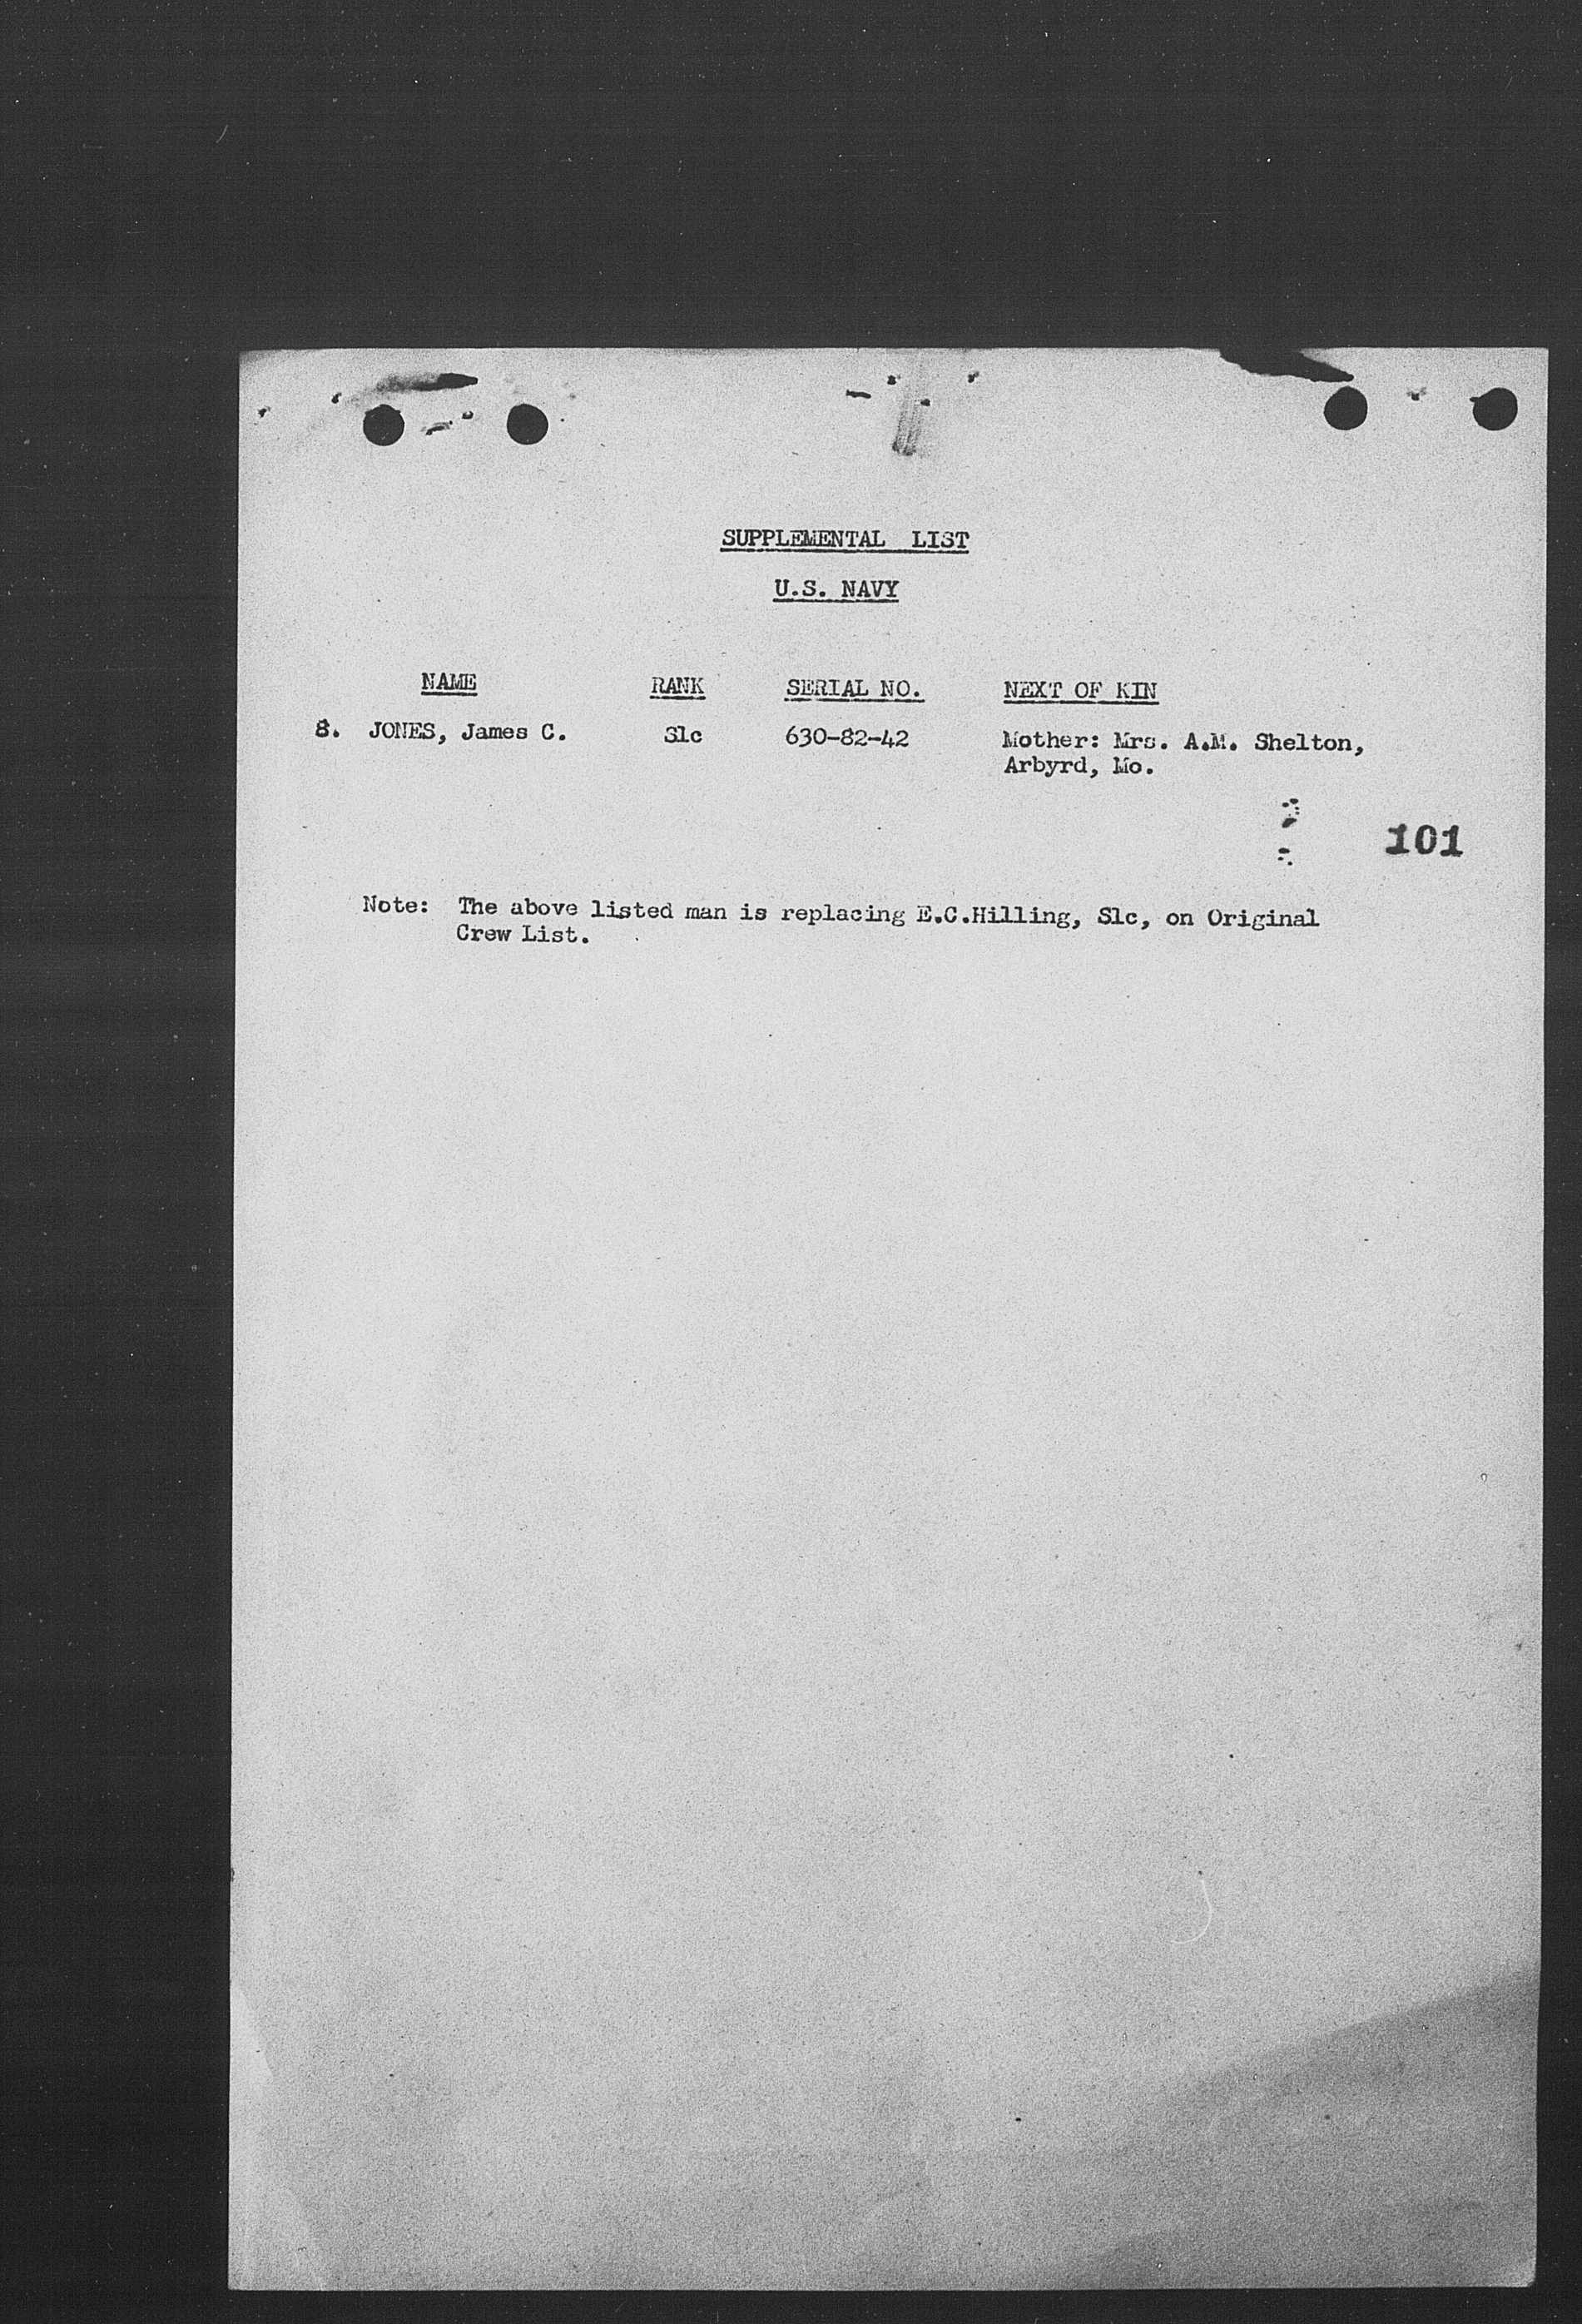 SUPPLEMENTAL LIST
U.S. NAVY
NAME RANK SERIAL NO. NEXT OF KIN
8. JONES, James C. S1c 630-82-42 Mother: Mrs. A.M. Shelton,
Arbyrd, Mo.
101
Note: The above listed man is replacing E.C.Hilling, S1c, on Original
Crew List.